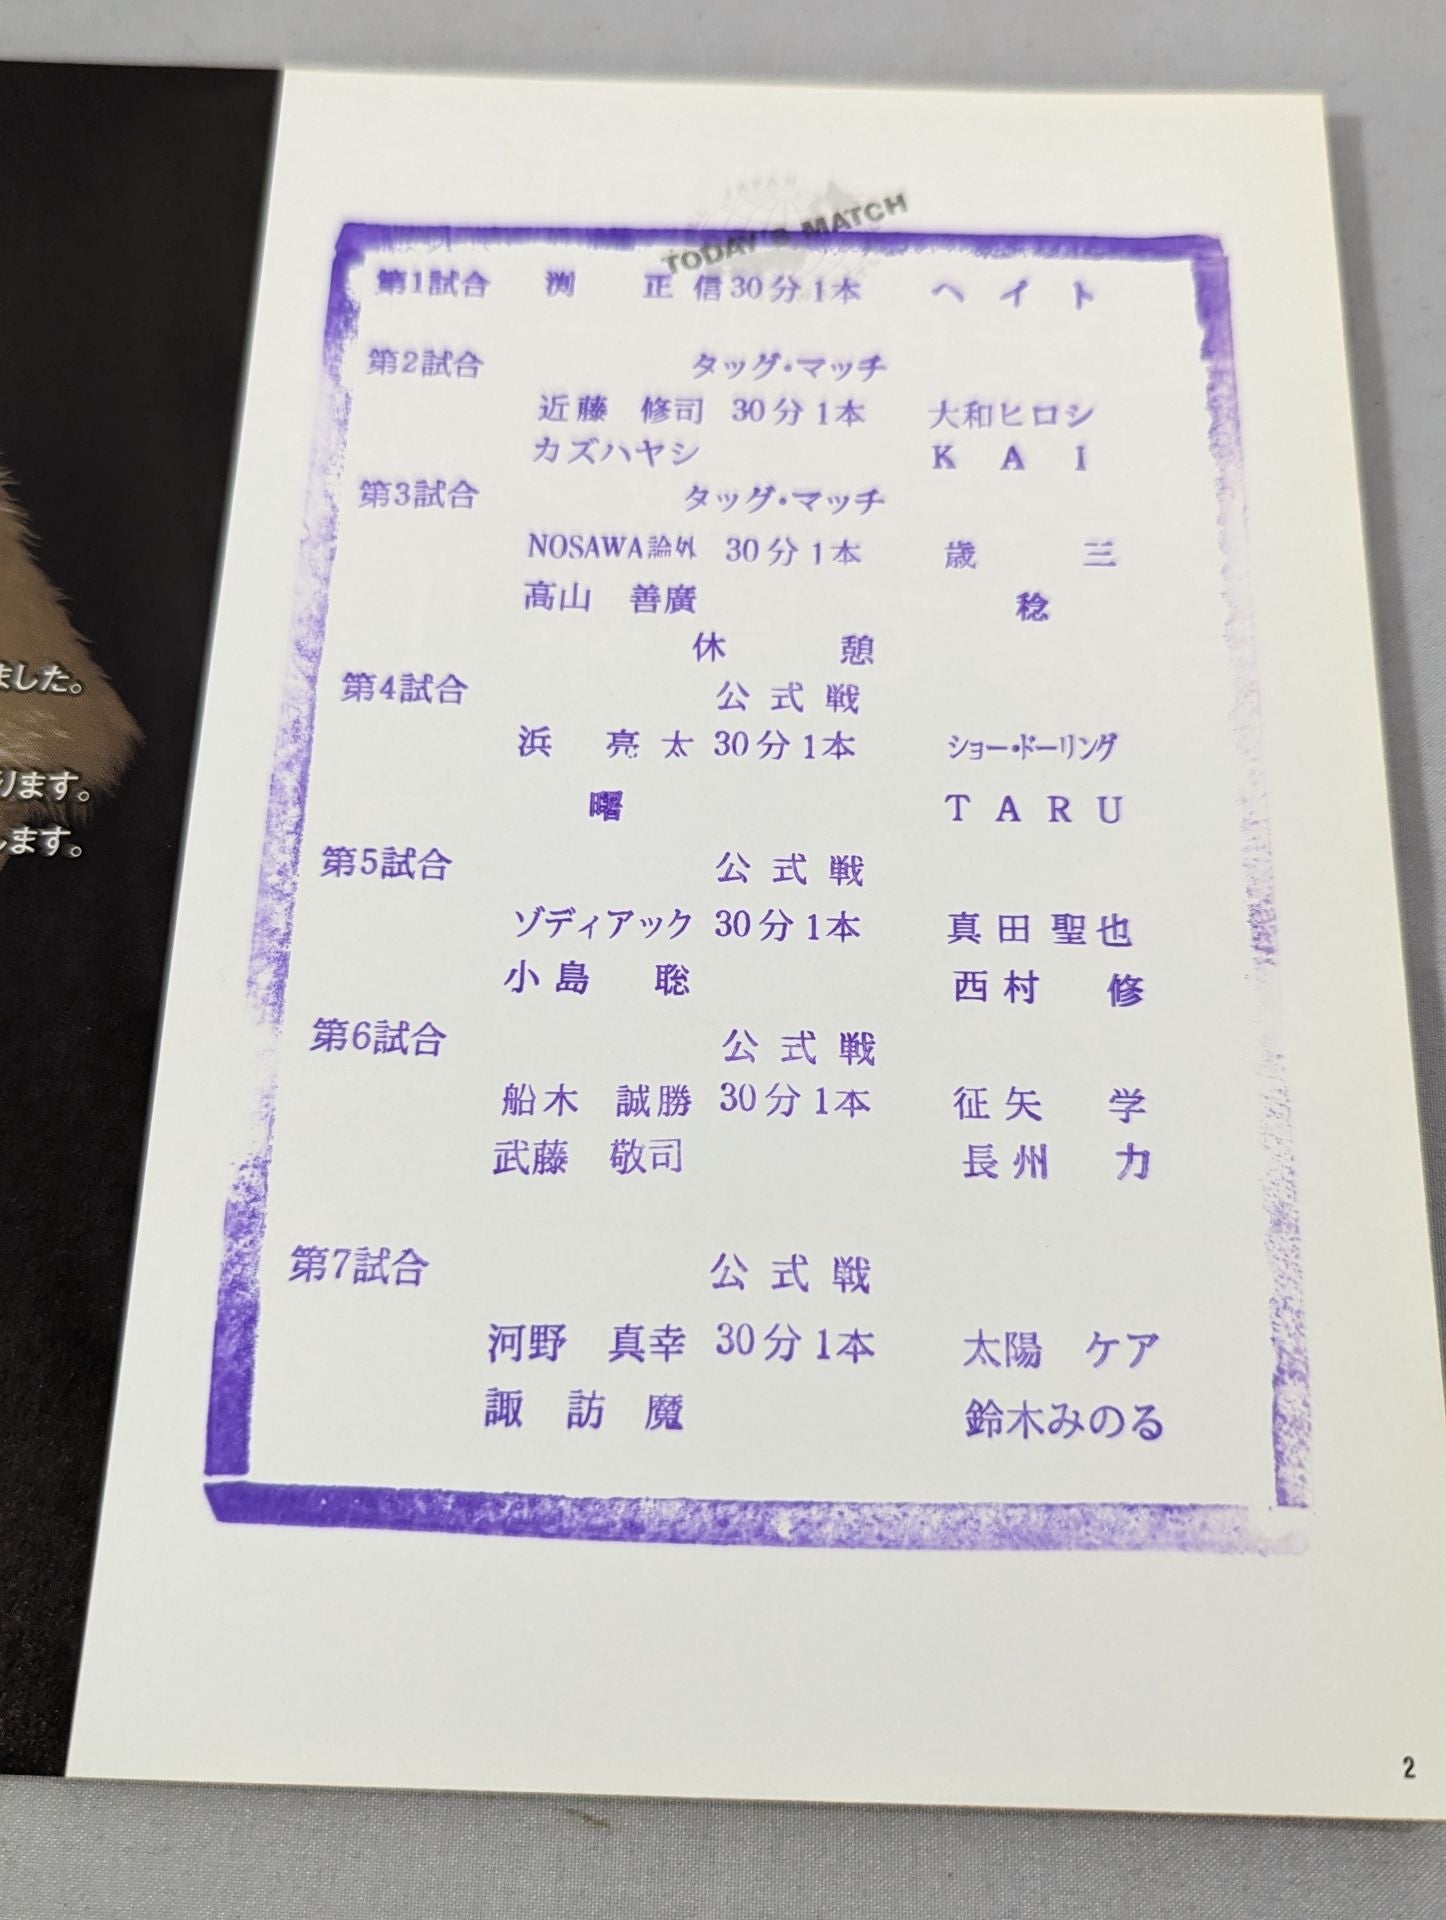 ました。
ります。
します。
TODAY'S MATCH
第1試合 渕 正信 30分1本 ヘイト
第2試合 タッグ・マッチ
近藤 修司 30分1本 大和ヒロシ
カズハヤシ KAI
第3試合 タッグ・マッチ
NOSAWA論外 30分1本 歳三
高山 善廣 稔
休憩
第4試合 公式戦
浜 亮太 30分1本 ジョー・ドーリング
曙 TARU
第5試合 公式戦
ゾディアック 30分1本 真田聖也
小島 聡 西村 修
第6試合 公式戦
船木 誠勝 30分1本 征矢 学
武藤 敬司 長州 力
第7試合 公式戦
河野 真幸 30分1本 太陽 ケア
諏訪魔 鈴木みのる
2